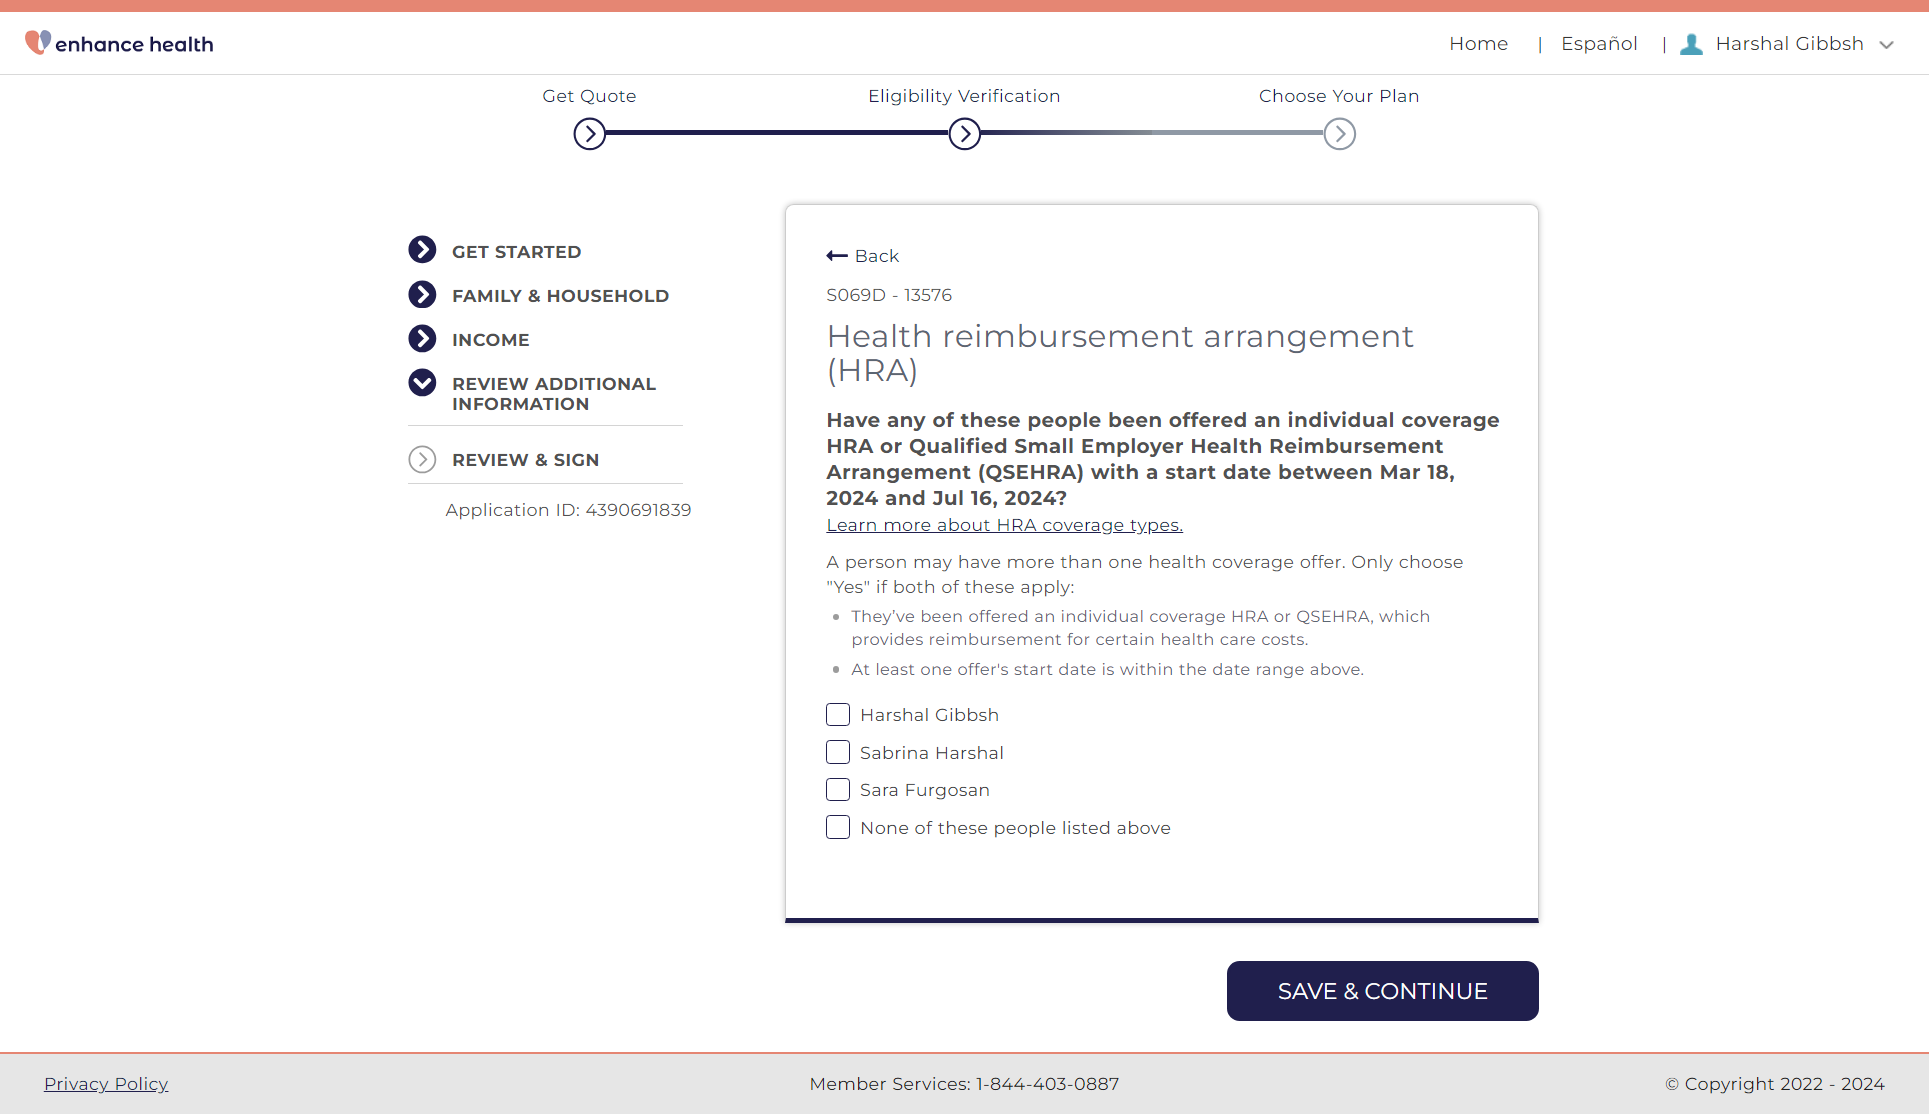 enhance health
Home | Español | Harshal Gibbsh
Get Quote
Eligibility Verification
Choose Your Plan
GET STARTED
FAMILY & HOUSEHOLD
INCOME
REVIEW ADDITIONAL
INFORMATION
REVIEW & SIGN
Application ID: 4390691839
Back
S069D - 13576
Health reimbursement arrangement
(HRA)
Have any of these people been offered an individual coverage
HRA or Qualified Small Employer Health Reimbursement
Arrangement (QSEHRA) with a start date between Mar 18,
2024 and Jul 16, 2024?
Learn more about HRA coverage types.
A person may have more than one health coverage offer. Only choose
"Yes" if both of these apply:
• They’ve been offered an individual coverage HRA or QSEHRA, which
provides reimbursement for certain health care costs.
• At least one offer's start date is within the date range above.
Harshal Gibbsh
Sabrina Harshal
Sara Furgosan
None of these people listed above
SAVE & CONTINUE
Privacy Policy
Member Services: 1-844-403-0887
© Copyright 2022 - 2024